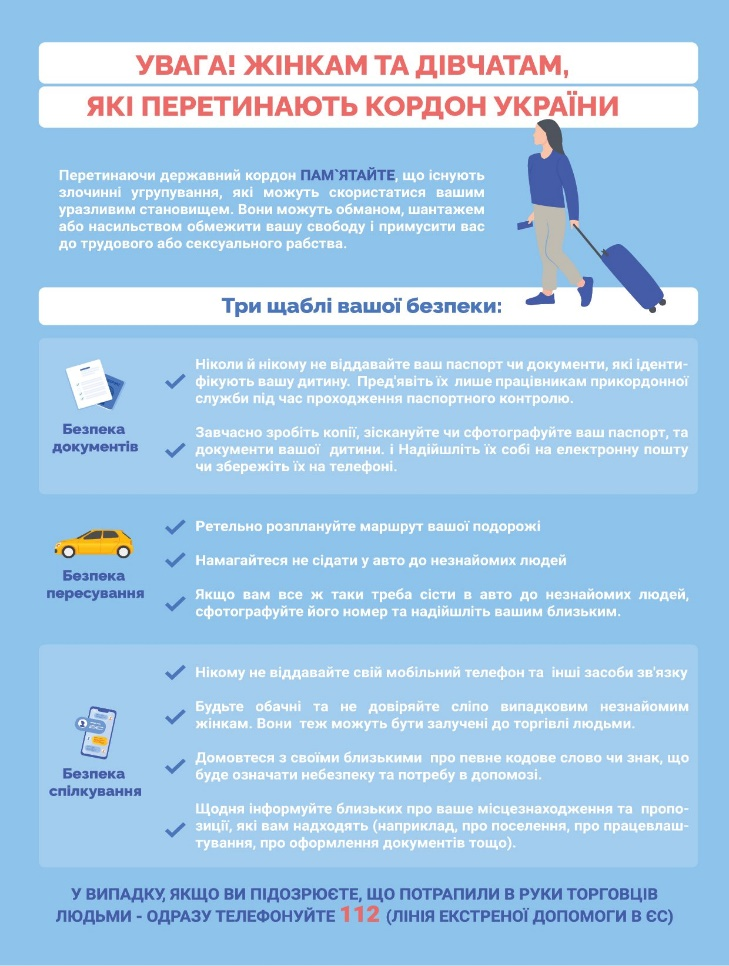 УВАГА! ЖІНКАМ ТА ДІВЧАТАМ,
ЯКІ ПЕРЕТИНАЮТЬ КОРДОН УКРАЇНИ
Перетинаючи державний кордон ПАМ`ЯТАЙТЕ, що існують
злочинні угрупування, які можуть скористатися вашим
уразливим становищем. Вони можуть обманом, шантажем
або насильством обмежити вашу свободу і примусити вас
до трудового або сексуального рабства.
Три щаблі вашої безпеки:
Безпека
документів
Ніколи й нікому не віддавайте ваш паспорт чи документи, які іденти-
фікують вашу дитину. Пред'явіть їх лише працівникам прикордонної
служби під час проходження паспортного контролю.
Завчасно зробіть копії, зіскануйте чи сфотографуйте ваш паспорт, та
документи вашої дитини. і Надійшліть їх собі на електронну пошту
чи збережіть їх на телефоні.
Безпека
пересування
Ретельно розплануйте маршрут вашої подорожі
Намагайтеся не сідати у авто до незнайомих людей
Якщо вам все ж таки треба сісти в авто до незнайомих людей,
сфотографуйте його номер та надійшліть вашим близьким.
Безпека
спілкування
Нікому не віддавайте свій мобільний телефон та інші засоби зв'язку
Будьте обачні та не довіряйте сліпо випадковим незнайомим
жінкам. Вони теж можуть бути залучені до торгівлі людьми.
Домовтеся з своїми близькими про певне кодове слово чи знак, що
буде означати небезпеку та потребу в допомозі.
Щодня інформуйте близьких про ваше місцезнаходження та пропо-
зиції, які вам надходять (наприклад, про поселення, про працевлаш-
тування, про оформлення документів тощо).
У ВИПАДКУ, ЯКЩО ВИ ПІДОЗРЮЄТЕ, ЩО ПОТРАПИЛИ В РУКИ ТОРГОВЦІВ
ЛЮДЬМИ - ОДРАЗУ ТЕЛЕФОНУЙТЕ 112 (ЛІНІЯ ЕКСТРЕНОЇ ДОПОМОГИ В ЄС)